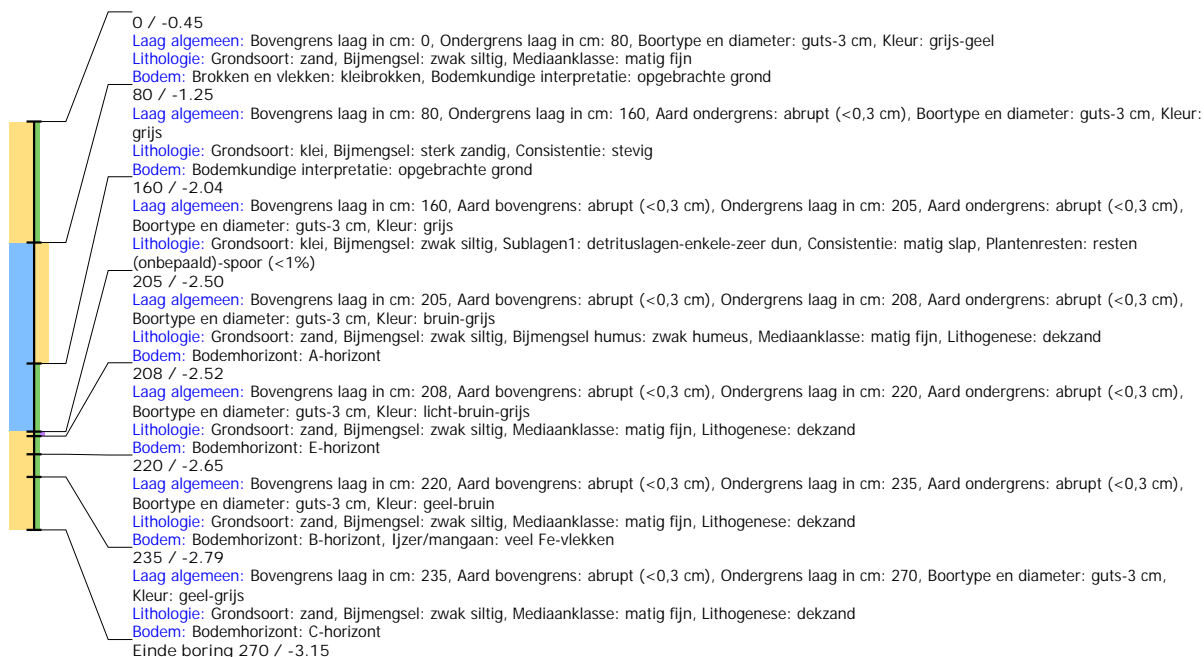 0 / -0.45
Laag algemeen: Bovengrens laag in cm: 0, Ondergrens laag in cm: 80, Boortype en diameter: guts-3 cm, Kleur: grijs-geel
Lithologie: Grondsoort: zand, Bijmengsel: zwak siltig, Mediaanklasse: matig fijn
Bodem: Brokken en vlekken: kleibrokken, Bodemkundige interpretatie: opgebrachte grond
80 / -1.25
Laag algemeen: Bovengrens laag in cm: 80, Ondergrens laag in cm: 160, Aard ondergrens: abrupt (<0,3 cm), Boortype en diameter: guts-3 cm, Kleur:
grijs
Lithologie: Grondsoort: klei, Bijmengsel: sterk zandig, Consistentie: stevig
Bodem: Bodemkundige interpretatie: opgebrachte grond
160 / -2.04
Laag algemeen: Bovengrens laag in cm: 160, Aard bovengrens: abrupt (<0,3 cm), Ondergrens laag in cm: 205, Aard ondergrens: abrupt (<0,3 cm),
Boortype en diameter: guts-3 cm, Kleur: grijs
Lithologie: Grondsoort: klei, Bijmengsel: zwak siltig, Sublagen1: detrituslagen-enkele-zeer dun, Consistentie: matig slap, Plantenresten: resten
(onbepaald)-spoor (<1%)
205 / -2.50
Laag algemeen: Bovengrens laag in cm: 205, Aard bovengrens: abrupt (<0,3 cm), Ondergrens laag in cm: 208, Aard ondergrens: abrupt (<0,3 cm),
Boortype en diameter: guts-3 cm, Kleur: bruin-grijs
Lithologie: Grondsoort: zand, Bijmengsel: zwak siltig, Bijmengsel humus: zwak humeus, Mediaanklasse: matig fijn, Lithogenese: dekzand
Bodem: Bodemhorizont: A-horizont
208 / -2.52
Laag algemeen: Bovengrens laag in cm: 208, Aard bovengrens: abrupt (<0,3 cm), Ondergrens laag in cm: 220, Aard ondergrens: abrupt (<0,3 cm),
Boortype en diameter: guts-3 cm, Kleur: licht-bruin-grijs
Lithologie: Grondsoort: zand, Bijmengsel: zwak siltig, Mediaanklasse: matig fijn, Lithogenese: dekzand
Bodem: Bodemhorizont: E-horizont
220 / -2.65
Laag algemeen: Bovengrens laag in cm: 220, Aard bovengrens: abrupt (<0,3 cm), Ondergrens laag in cm: 235, Aard ondergrens: abrupt (<0,3 cm),
Boortype en diameter: guts-3 cm, Kleur: geel-bruin
Lithologie: Grondsoort: zand, Bijmengsel: zwak siltig, Mediaanklasse: matig fijn, Lithogenese: dekzand
Bodem: Bodemhorizont: B-horizont, Ijzer/mangaan: veel Fe-vlekken
235 / -2.79
Laag algemeen: Bovengrens laag in cm: 235, Aard bovengrens: abrupt (<0,3 cm), Ondergrens laag in cm: 270, Boortype en diameter: guts-3 cm,
Kleur: geel-grijs
Lithologie: Grondsoort: zand, Bijmengsel: zwak siltig, Mediaanklasse: matig fijn, Lithogenese: dekzand
Bodem: Bodemhorizont: C-horizont
Einde boring 270 / -3.15